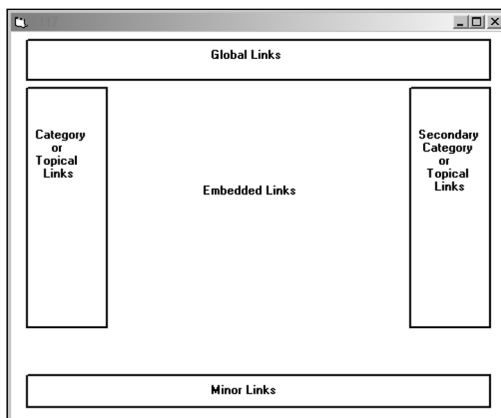 Global Links
Category
or
Topical
Links
Embedded Links
Secondary
Category
or
Topical
Links
Minor Links